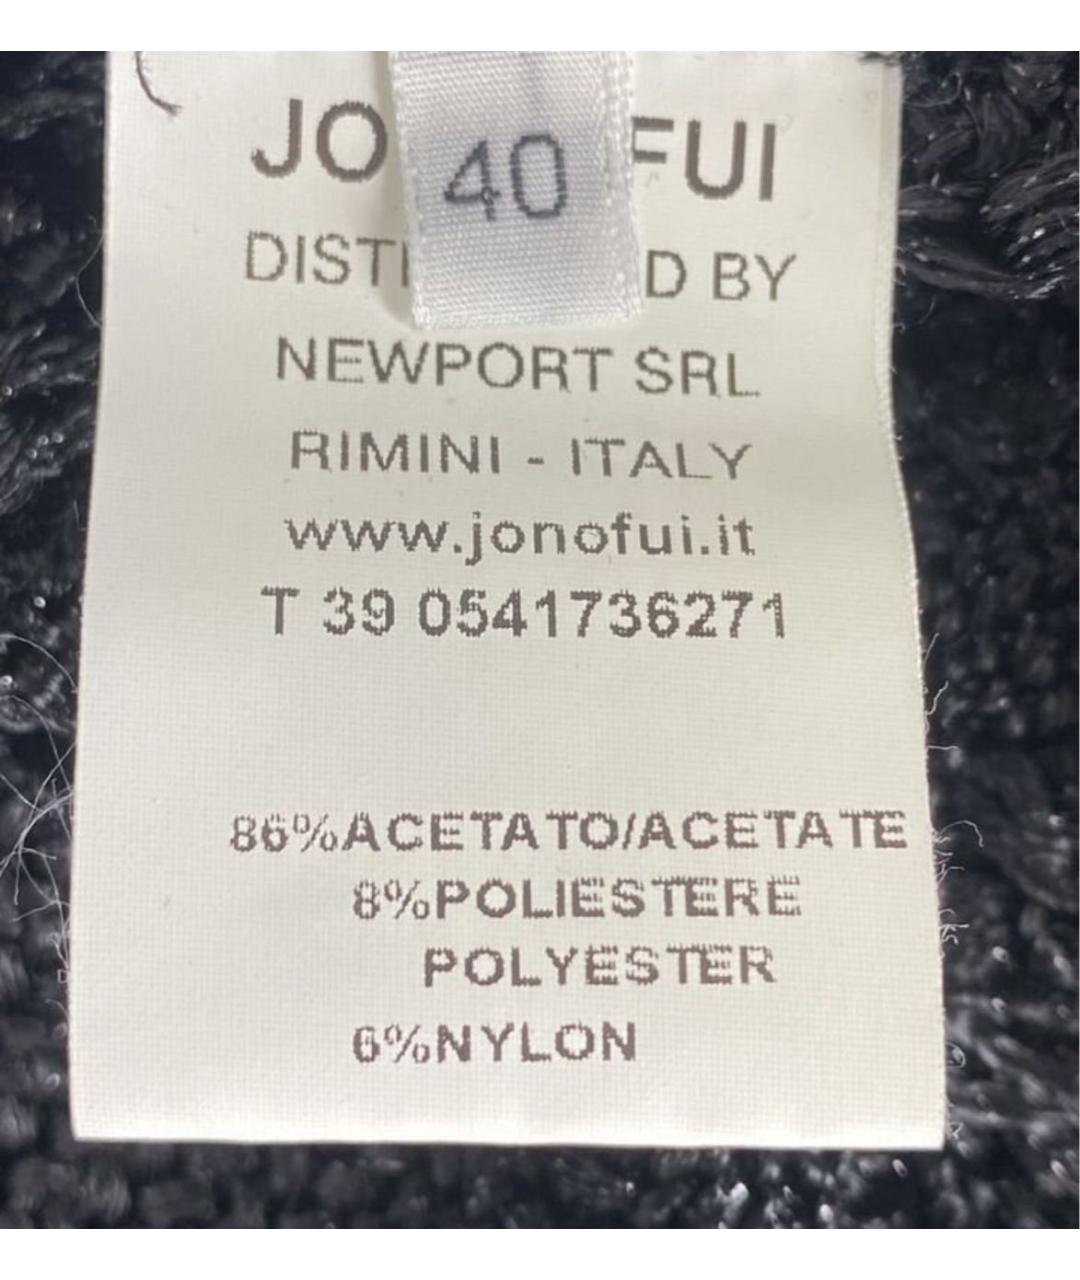 JO FUI
40
DIST D BY
NEWPORT SRL
RIMINI - ITALY
www.jonofui.it
T 39 0541736271
86%ACETATO/ACETATE
8%POLIESTERE
POLYESTER
6%NYLON